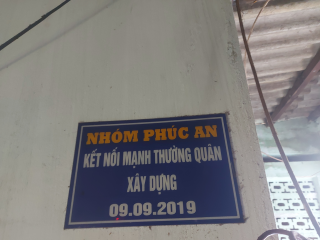 NHÓM PHÚC AN
KẾT NỐI MẠNH THƯỜNG QUÂN
XÂY DỰNG
09.09.2019